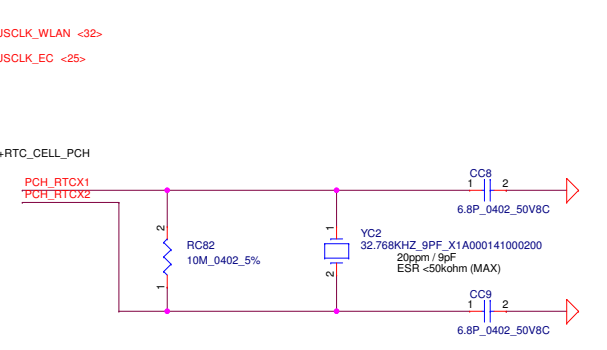 USCLK_WLAN <32>
USCLK_EC <25>
+RTC_CELL_PCH
PCH_RTCX1
PCH_RTCX2
CC8
1 2
6.8P_0402_50V8C
2
RC82
10M_0402_5%
1
1
YC2
32.768KHZ_9PF_X1A000141000200
20ppm / 9pF
ESR <50kohm (MAX)
2
CC9
1 2
6.8P_0402_50V8C